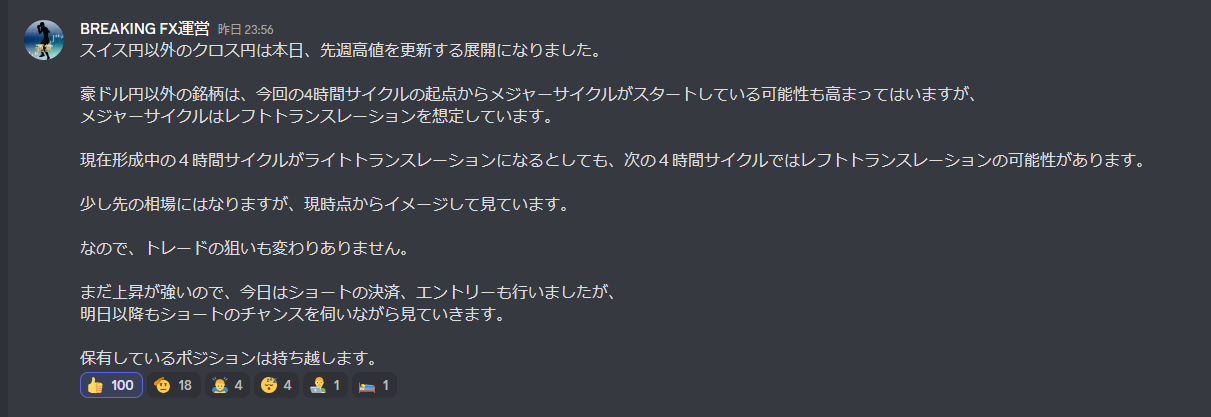 BREAKING FX運営 昨日 23:56
運営
スイス円以外のクロス円は本日、先週高値を更新する展開になりました。
豪ドル円以外の銘柄は、今回の4時間サイクルの起点からメジャーサイクルがスタートしている可能性も高まってはいますが、
メジャーサイクルはレフトトランスレーションを想定しています。
現在形成中の４時間サイクルがライトトランスレーションになるとしても、次の４時間サイクルではレフトトランスレーションの可能性があります。
少し先の相場にはなりますが、現時点からイメージして見ています。
なので、トレードの狙いも変わりありません。
まだ上昇が強いので、今日はショートの決済、エントリーも行いましたが、
明日以降もショートのチャンスを伺いながら見ていきます。
保有しているポジションは持ち越します。
100 18 4 4 1 1